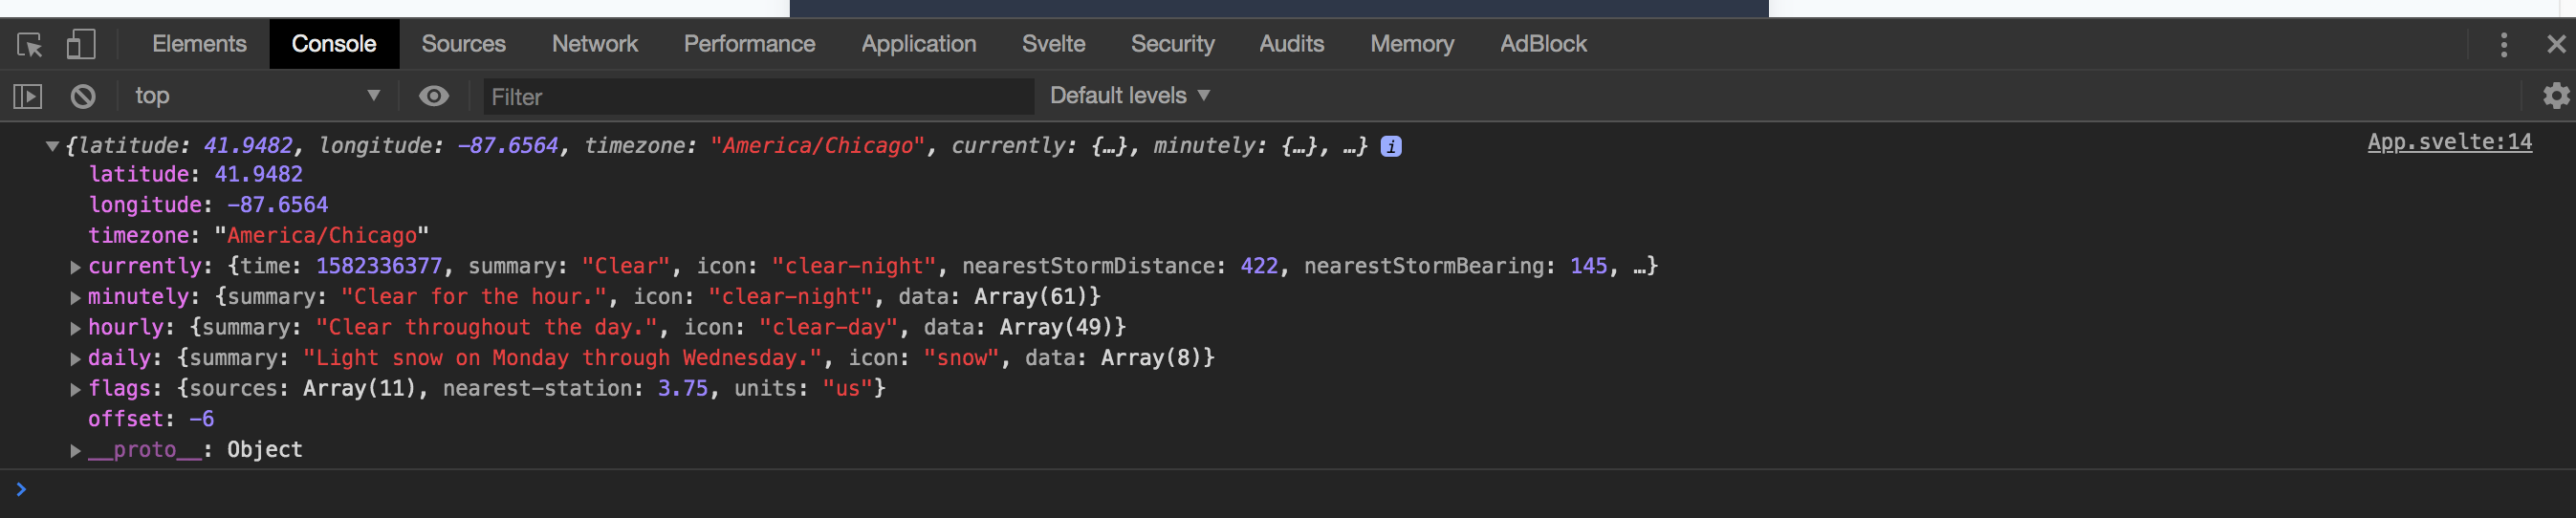 Elements Console Sources Network Performance Application Svelte Security Audits Memory AdBlock
top Filter Default levels
{latitude: 41.9482, longitude: -87.6564, timezone: "America/Chicago", currently: {…}, minutely: {…}, …} i App.svelte:14
latitude: 41.9482
longitude: -87.6564
timezone: "America/Chicago"
currently: {time: 1582336377, summary: "Clear", icon: "clear-night", nearestStormDistance: 422, nearestStormBearing: 145, …}
minutely: {summary: "Clear for the hour.", icon: "clear-night", data: Array(61)}
hourly: {summary: "Clear throughout the day.", icon: "clear-day", data: Array(49)}
daily: {summary: "Light snow on Monday through Wednesday.", icon: "snow", data: Array(8)}
flags: {sources: Array(11), nearest-station: 3.75, units: "us"}
offset: -6
__proto__: Object